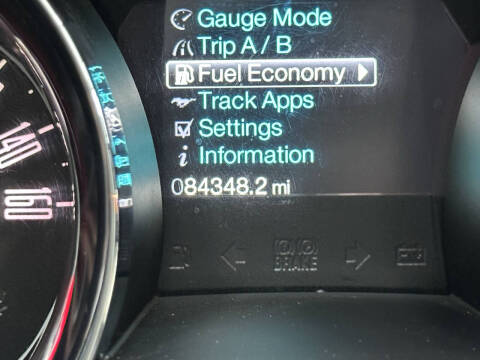 Gauge Mode
Trip A / B
Fuel Economy
Track Apps
Settings
i Information
084348.2 mi
140
160
BRAKE